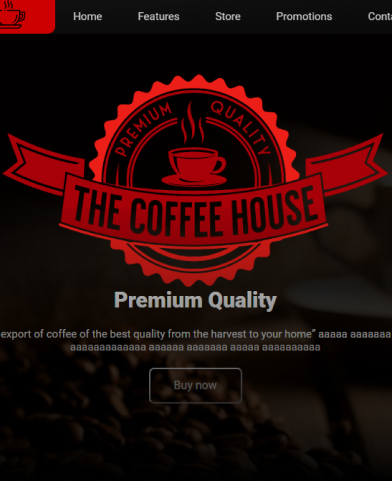 Home Features Store Promotions Conta
PREMIUM QUALITY
THE COFFEE HOUSE
Premium Quality
export of coffee of the best quality from the harvest to your home" aaaaa aaaaaaa
aaaaaaaaaaaaa aaaaaa aaaaaaa aaaaa aaaaaaaaaa
Buy now